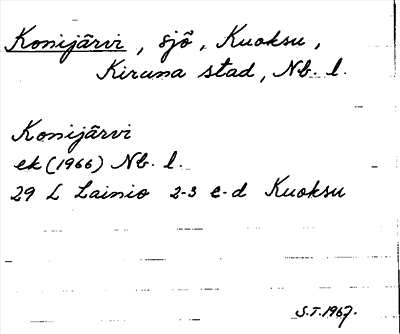 Konijärvi, sjö, Kuoksu,
Kiruna stad, Nb. l.
Konijärvi
ek (1966) Nb. l.
29 L Lainio 2-3 c-d Kuoksu
S.T. 1967.